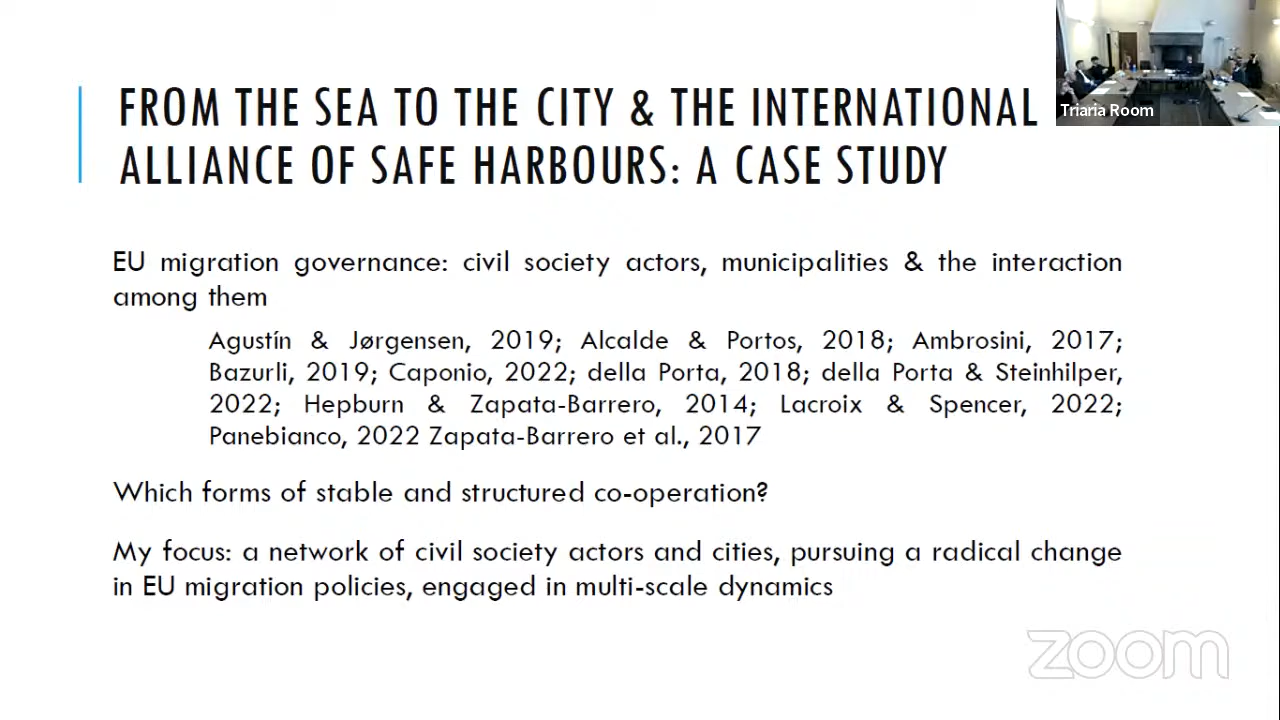 FROM THE SEA TO THE CITY & THE INTERNATIONAL
ALLIANCE OF SAFE HARBOURS: A CASE STUDY
Triaria Room
EU migration governance: civil society actors, municipalities & the interaction
among them
Agustín & Jørgensen, 2019; Alcalde & Portos, 2018; Ambrosini, 2017;
Bazurli, 2019; Caponio, 2022; della Porta, 2018; della Porta & Steinhilper,
2022; Hepburn & Zapata-Barrero, 2014; Lacroix & Spencer, 2022;
Panebianco, 2022 Zapata-Barrero et al., 2017
Which forms of stable and structured co-operation?
My focus: a network of civil society actors and cities, pursuing a radical change
in EU migration policies, engaged in multi-scale dynamics
zoom